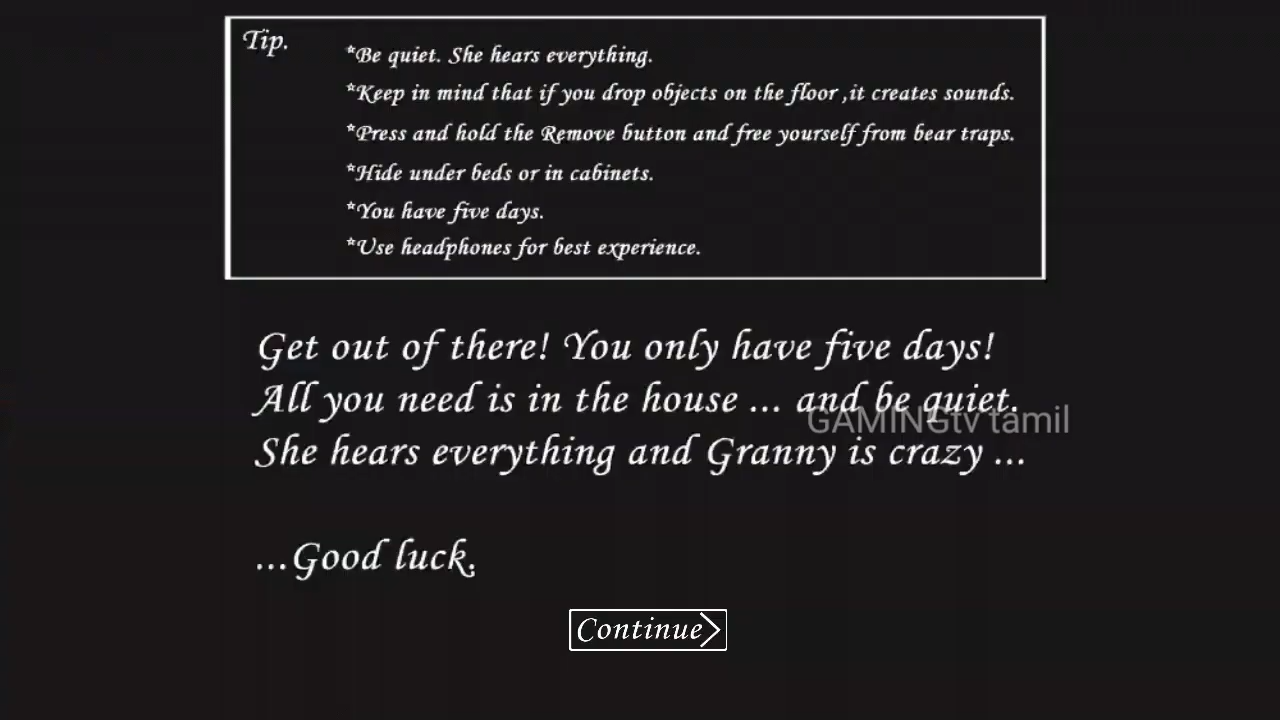 Tip.
*Be quiet. She hears everything.
*Keep in mind that if you drop objects on the floor ,it creates sounds.
*Press and hold the Remove button and free yourself from bear traps.
*Hide under beds or in cabinets.
*You have five days.
*Use headphones for best experience.
Get out of there! You only have five days!
All you need is in the house ... and be quiet.
GAMINGtv tamil
She hears everything and Granny is crazy ...
...Good luck.
Continue